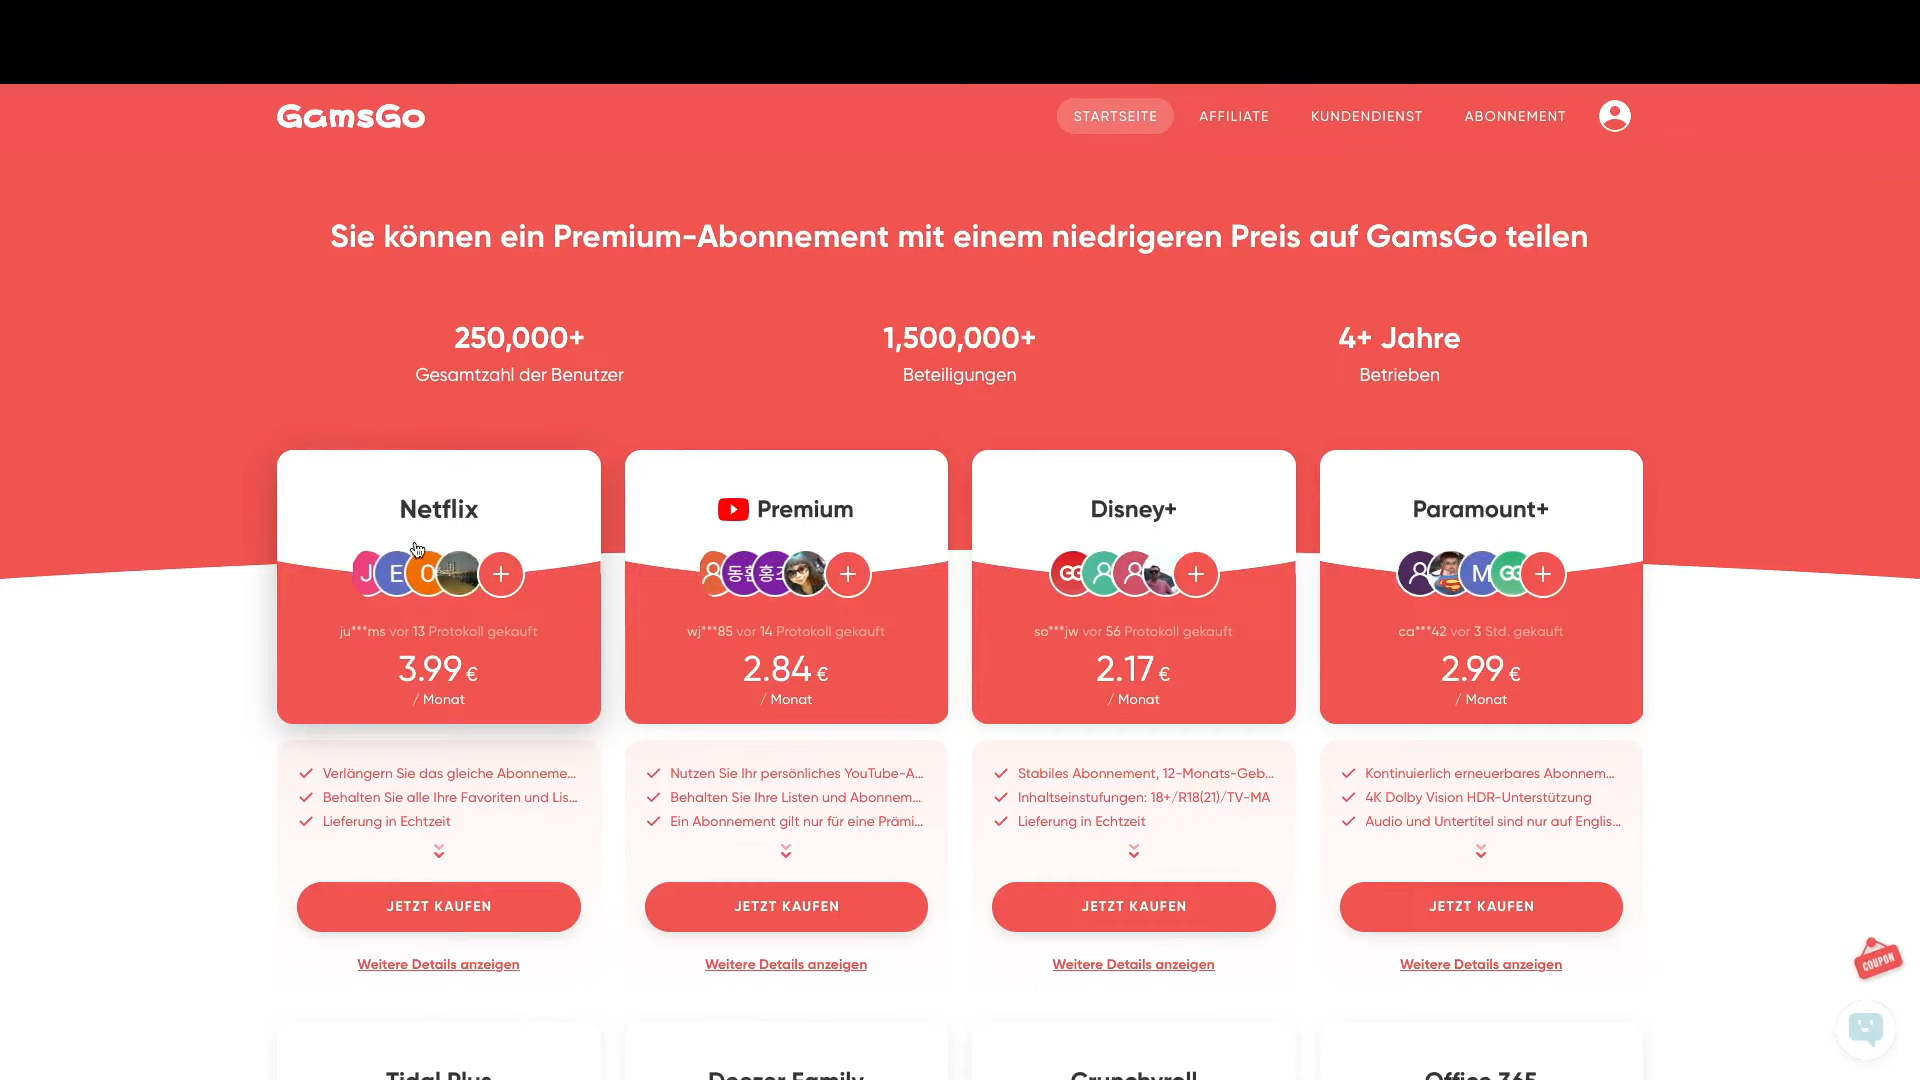 GamsGo
STARTSEITE
AFFILIATE
KUNDENDIENST
ABONNEMENT
Sie können ein Premium-Abonnement mit einem niedrigeren Preis auf GamsGo teilen
250,000+
Gesamtzahl der Benutzer
1,500,000+
Beteiligungen
4+ Jahre
Betrieben
Netflix
J E O +
ju***ms vor 13 Protokoll gekauft
3.99 €
/ Monat
Verlängern Sie das gleiche Abonneme...
Behalten Sie alle Ihre Favoriten und Lis...
Lieferung in Echtzeit
JETZT KAUFEN
Weitere Details anzeigen
Premium
+
wj***85 vor 14 Protokoll gekauft
2.84 €
/ Monat
Nutzen Sie Ihr persönliches YouTube-A...
Behalten Sie Ihre Listen und Abonnem...
Ein Abonnement gilt nur für eine Prämi...
JETZT KAUFEN
Weitere Details anzeigen
Disney+
+
so***jw vor 56 Protokoll gekauft
2.17 €
/ Monat
Stabiles Abonnement, 12-Monats-Geb...
Inhaltseinstufungen: 18+/R18(21)/TV-MA
Lieferung in Echtzeit
JETZT KAUFEN
Weitere Details anzeigen
Paramount+
M +
ca***42 vor 3 Std. gekauft
2.99 €
/ Monat
Kontinuierlich erneuerbares Abonnem...
4K Dolby Vision HDR-Unterstützung
Audio und Untertitel sind nur auf Englis...
JETZT KAUFEN
Weitere Details anzeigen
COUPON
Tidal Plus
Deezer Family
Crunchyroll
Office 365